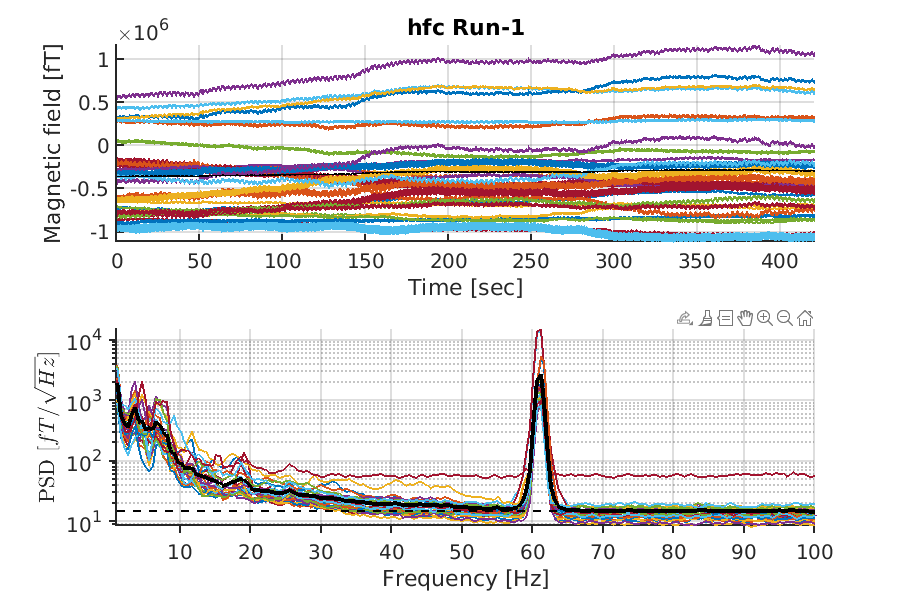 hfc Run-1
×10⁶
Magnetic field [fT]
1
0.5
0
-0.5
-1
0 50 100 150 200 250 300 350 400
Time [sec]
PSD [fT/√Hz]
10⁴
10³
10²
10¹
10 20 30 40 50 60 70 80 90 100
Frequency [Hz]